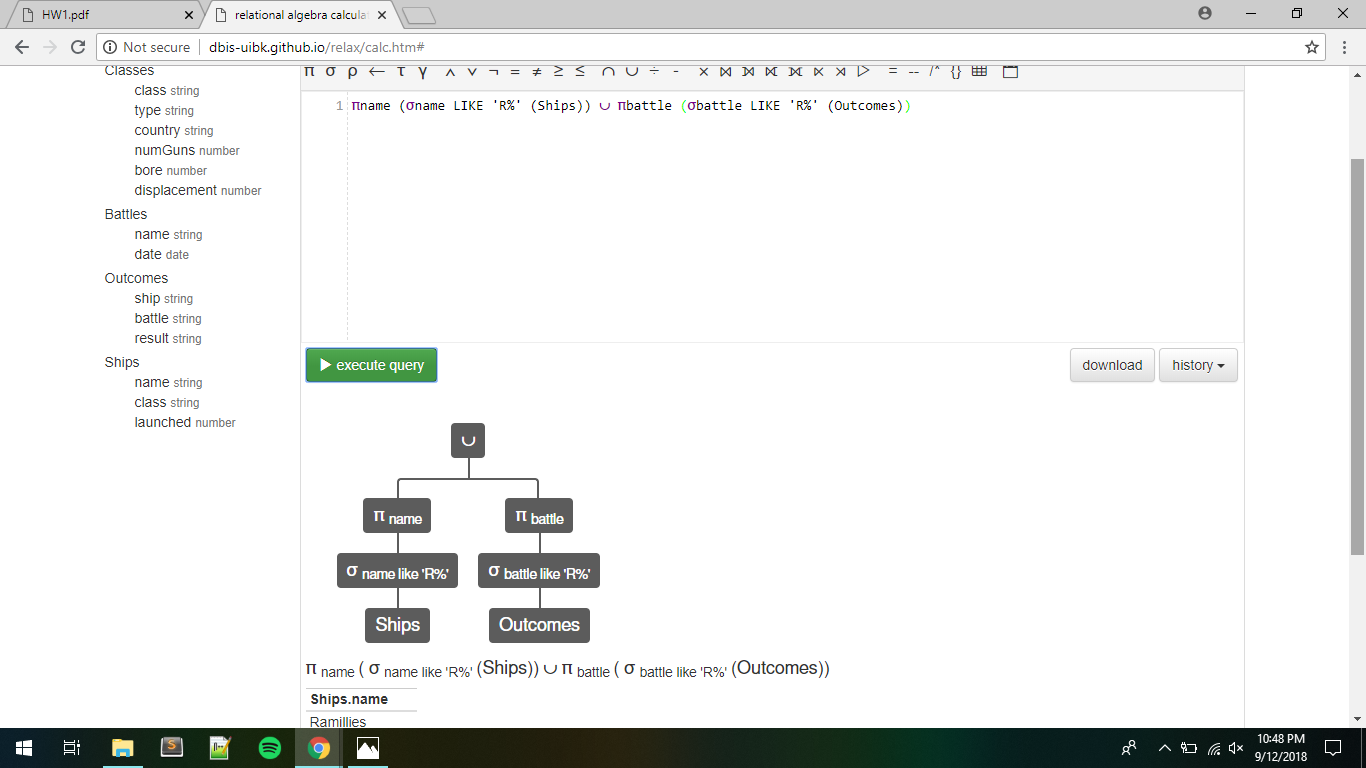 HW1.pdf
relational algebra calcula
Not secure
dbis-uibk.github.io/relax/calc.htm#
Classes
class string
type string
country string
numGuns number
bore number
displacement number
Battles
name string
date date
Outcomes
ship string
battle string
result string
Ships
name string
class string
launched number
π σ ρ ← τ γ ∧ ∨ ¬ = ≠ ≥ ≤ ∩ ∪ ÷ - ⨯ ⋈ ⟕ ⟖ ⟗ ⋉ ⋊ ▷ = -- /* {}
1 πname (σname LIKE 'R%' (Ships)) ∪ πbattle (σbattle LIKE 'R%' (Outcomes))
execute query
download
history
∪
π name
π battle
σ name like 'R%'
σ battle like 'R%'
Ships
Outcomes
π name ( σ name like 'R%' (Ships)) ∪ π battle ( σ battle like 'R%' (Outcomes))
Ships.name
Ramillies
10:48 PM
9/12/2018